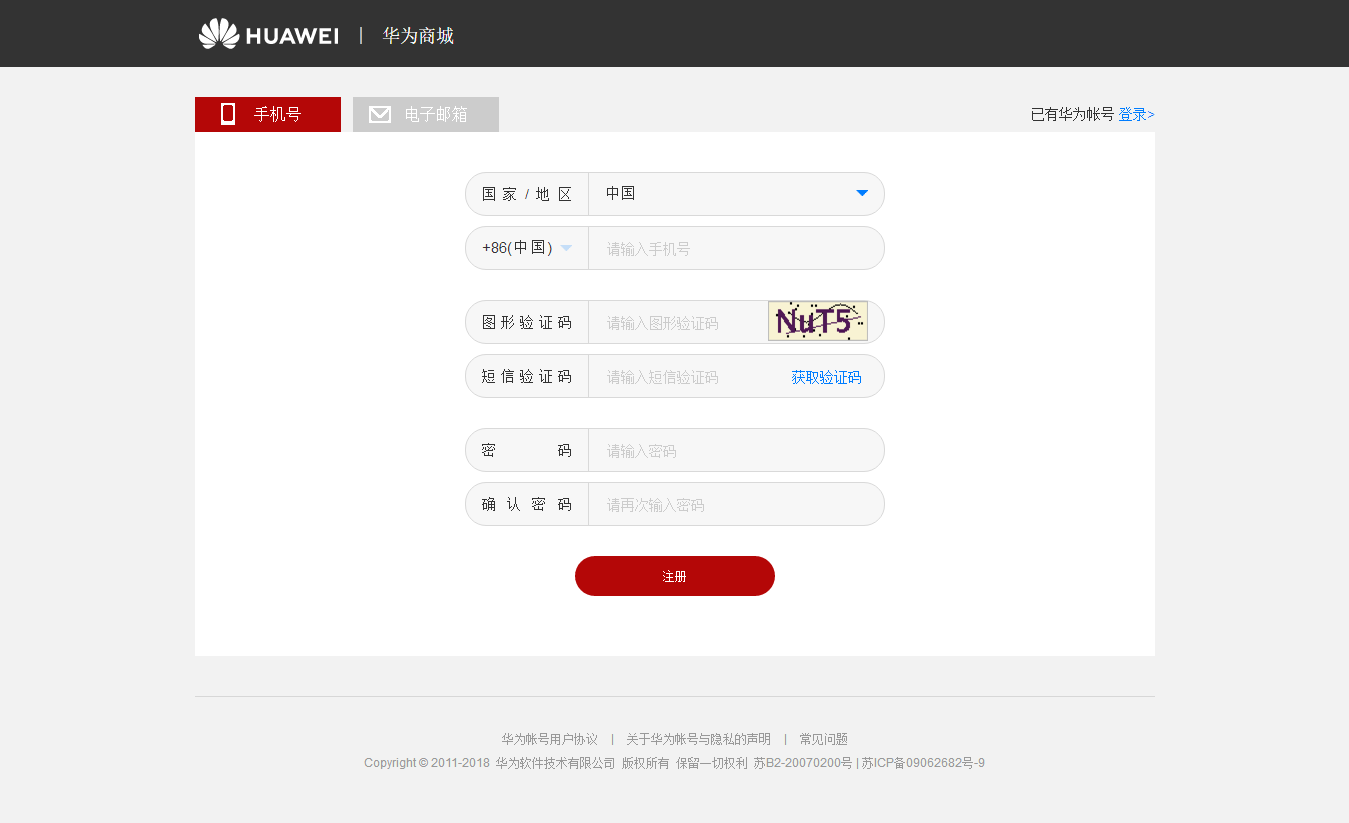 HUAWEI | 华为商城
手机号 电子邮箱 已有华为帐号 登录>
国家/地区 中国
+86(中国) 请输入手机号
图形验证码 请输入图形验证码 NuT5
短信验证码 请输入短信验证码 获取验证码
密码 请输入密码
确认密码 请再次输入密码
注册
华为帐号用户协议 | 关于华为帐号与隐私的声明 | 常见问题
Copyright © 2011-2018 华为软件技术有限公司 版权所有 保留一切权利 苏B2-20070200号 | 苏ICP备09062682号-9